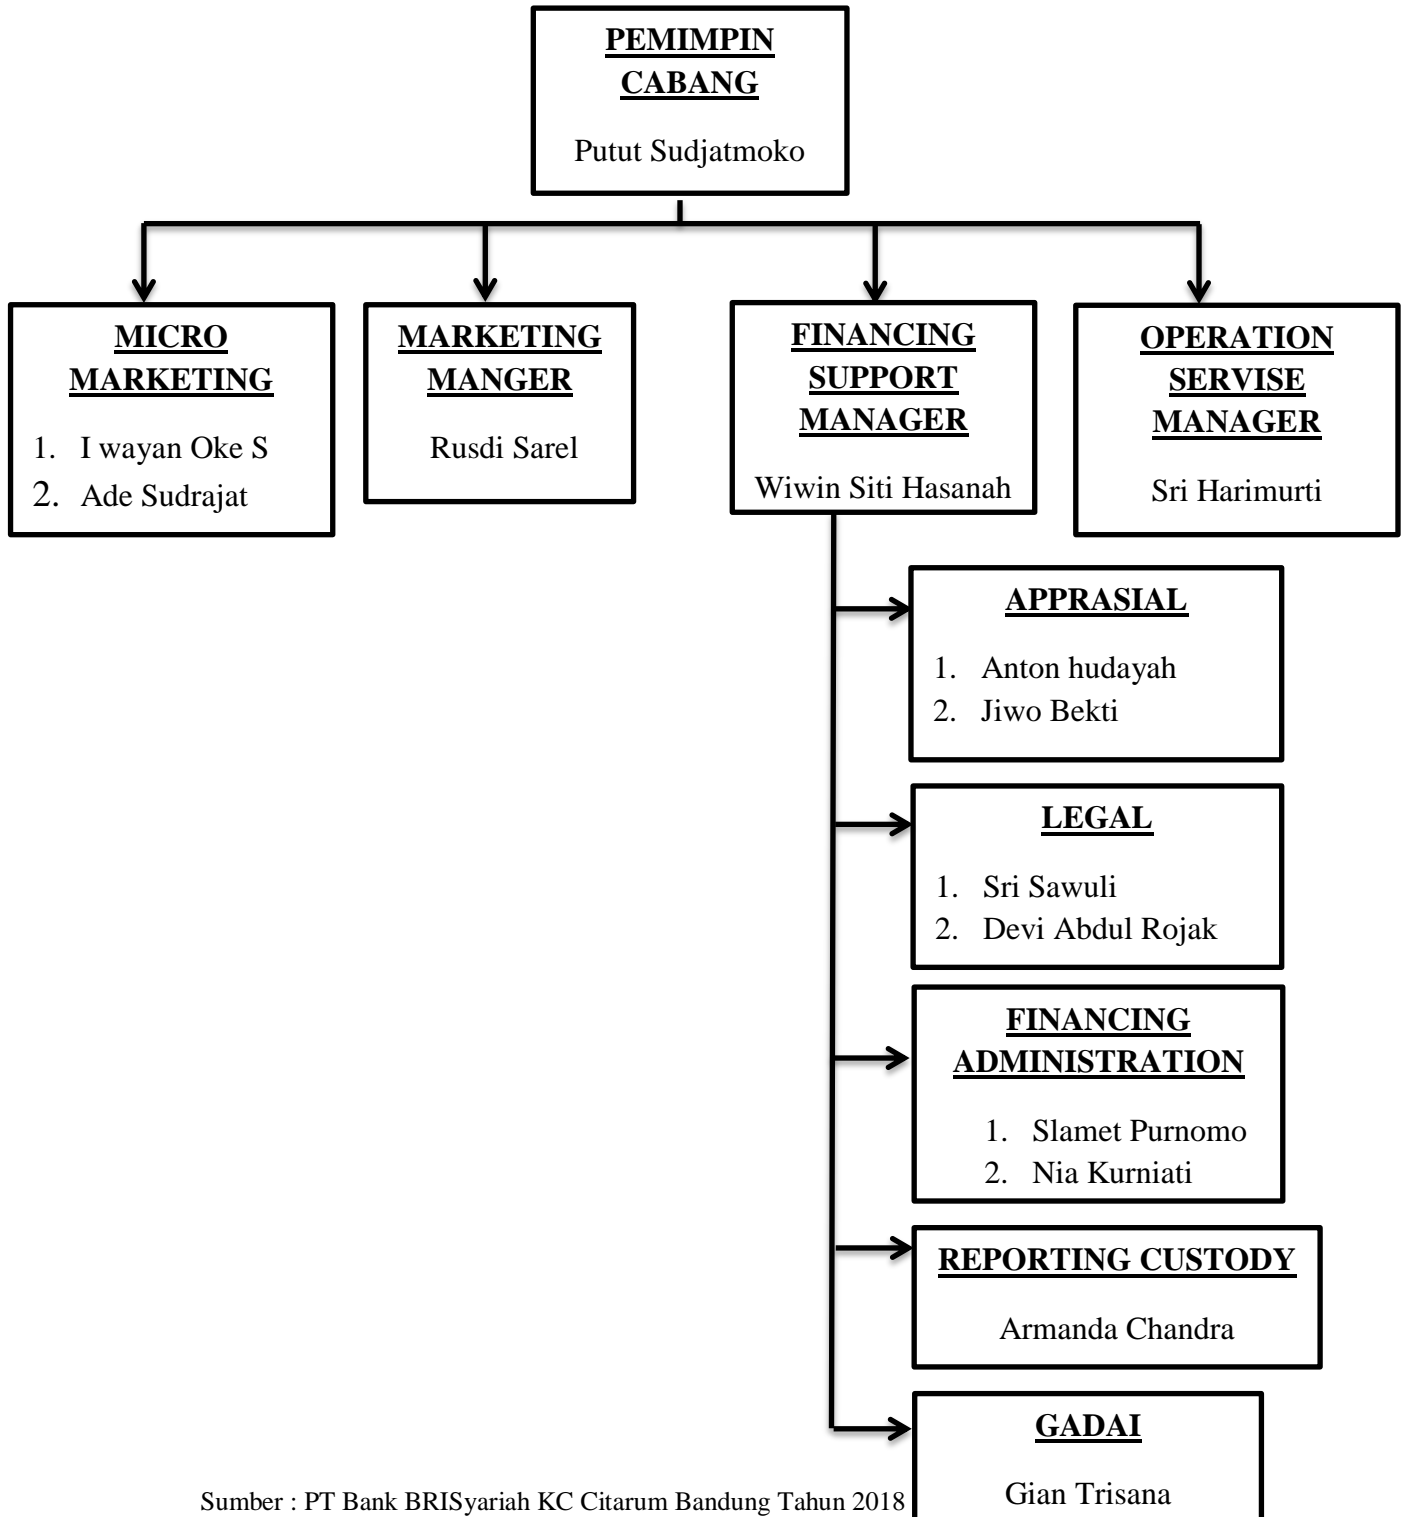 PEMIMPIN
CABANG
Putut Sudjatmoko
MICRO
MARKETING
1. I wayan Oke S
2. Ade Sudrajat
MARKETING
MANGER
Rusdi Sarel
FINANCING
SUPPORT
MANAGER
Wiwin Siti Hasanah
OPERATION
SERVISE
MANAGER
Sri Harimurti
APPRASIAL
1. Anton hudayah
2. Jiwo Bekti
LEGAL
1. Sri Sawuli
2. Devi Abdul Rojak
FINANCING
ADMINISTRATION
1. Slamet Purnomo
2. Nia Kurniati
REPORTING CUSTODY
Armanda Chandra
GADAI
Gian Trisana
Sumber : PT Bank BRISyariah KC Citarum Bandung Tahun 2018